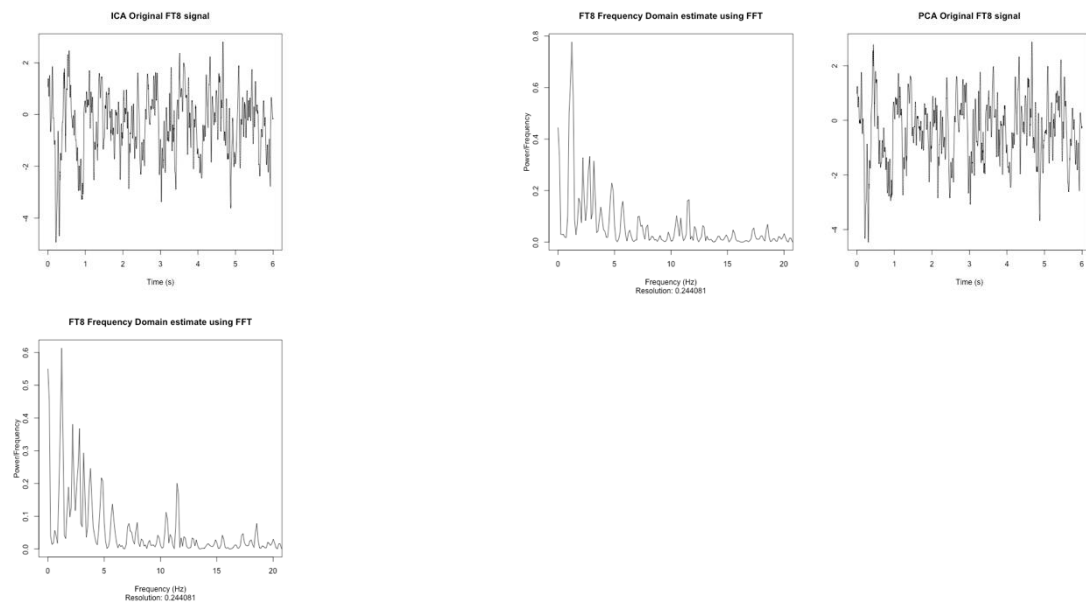 ICA Original FT8 signal
2
0
-2
-4
0 1 2 3 4 5 6
Time (s)
FT8 Frequency Domain estimate using FFT
Power/Frequency
0.8
0.6
0.4
0.2
0.0
0 5 10 15 20
Frequency (Hz)
Resolution: 0.244081
PCA Original FT8 signal
2
0
-2
-4
0 1 2 3 4 5 6
Time (s)
FT8 Frequency Domain estimate using FFT
Power/Frequency
0.6
0.5
0.4
0.3
0.2
0.1
0.0
0 5 10 15 20
Frequency (Hz)
Resolution: 0.244081